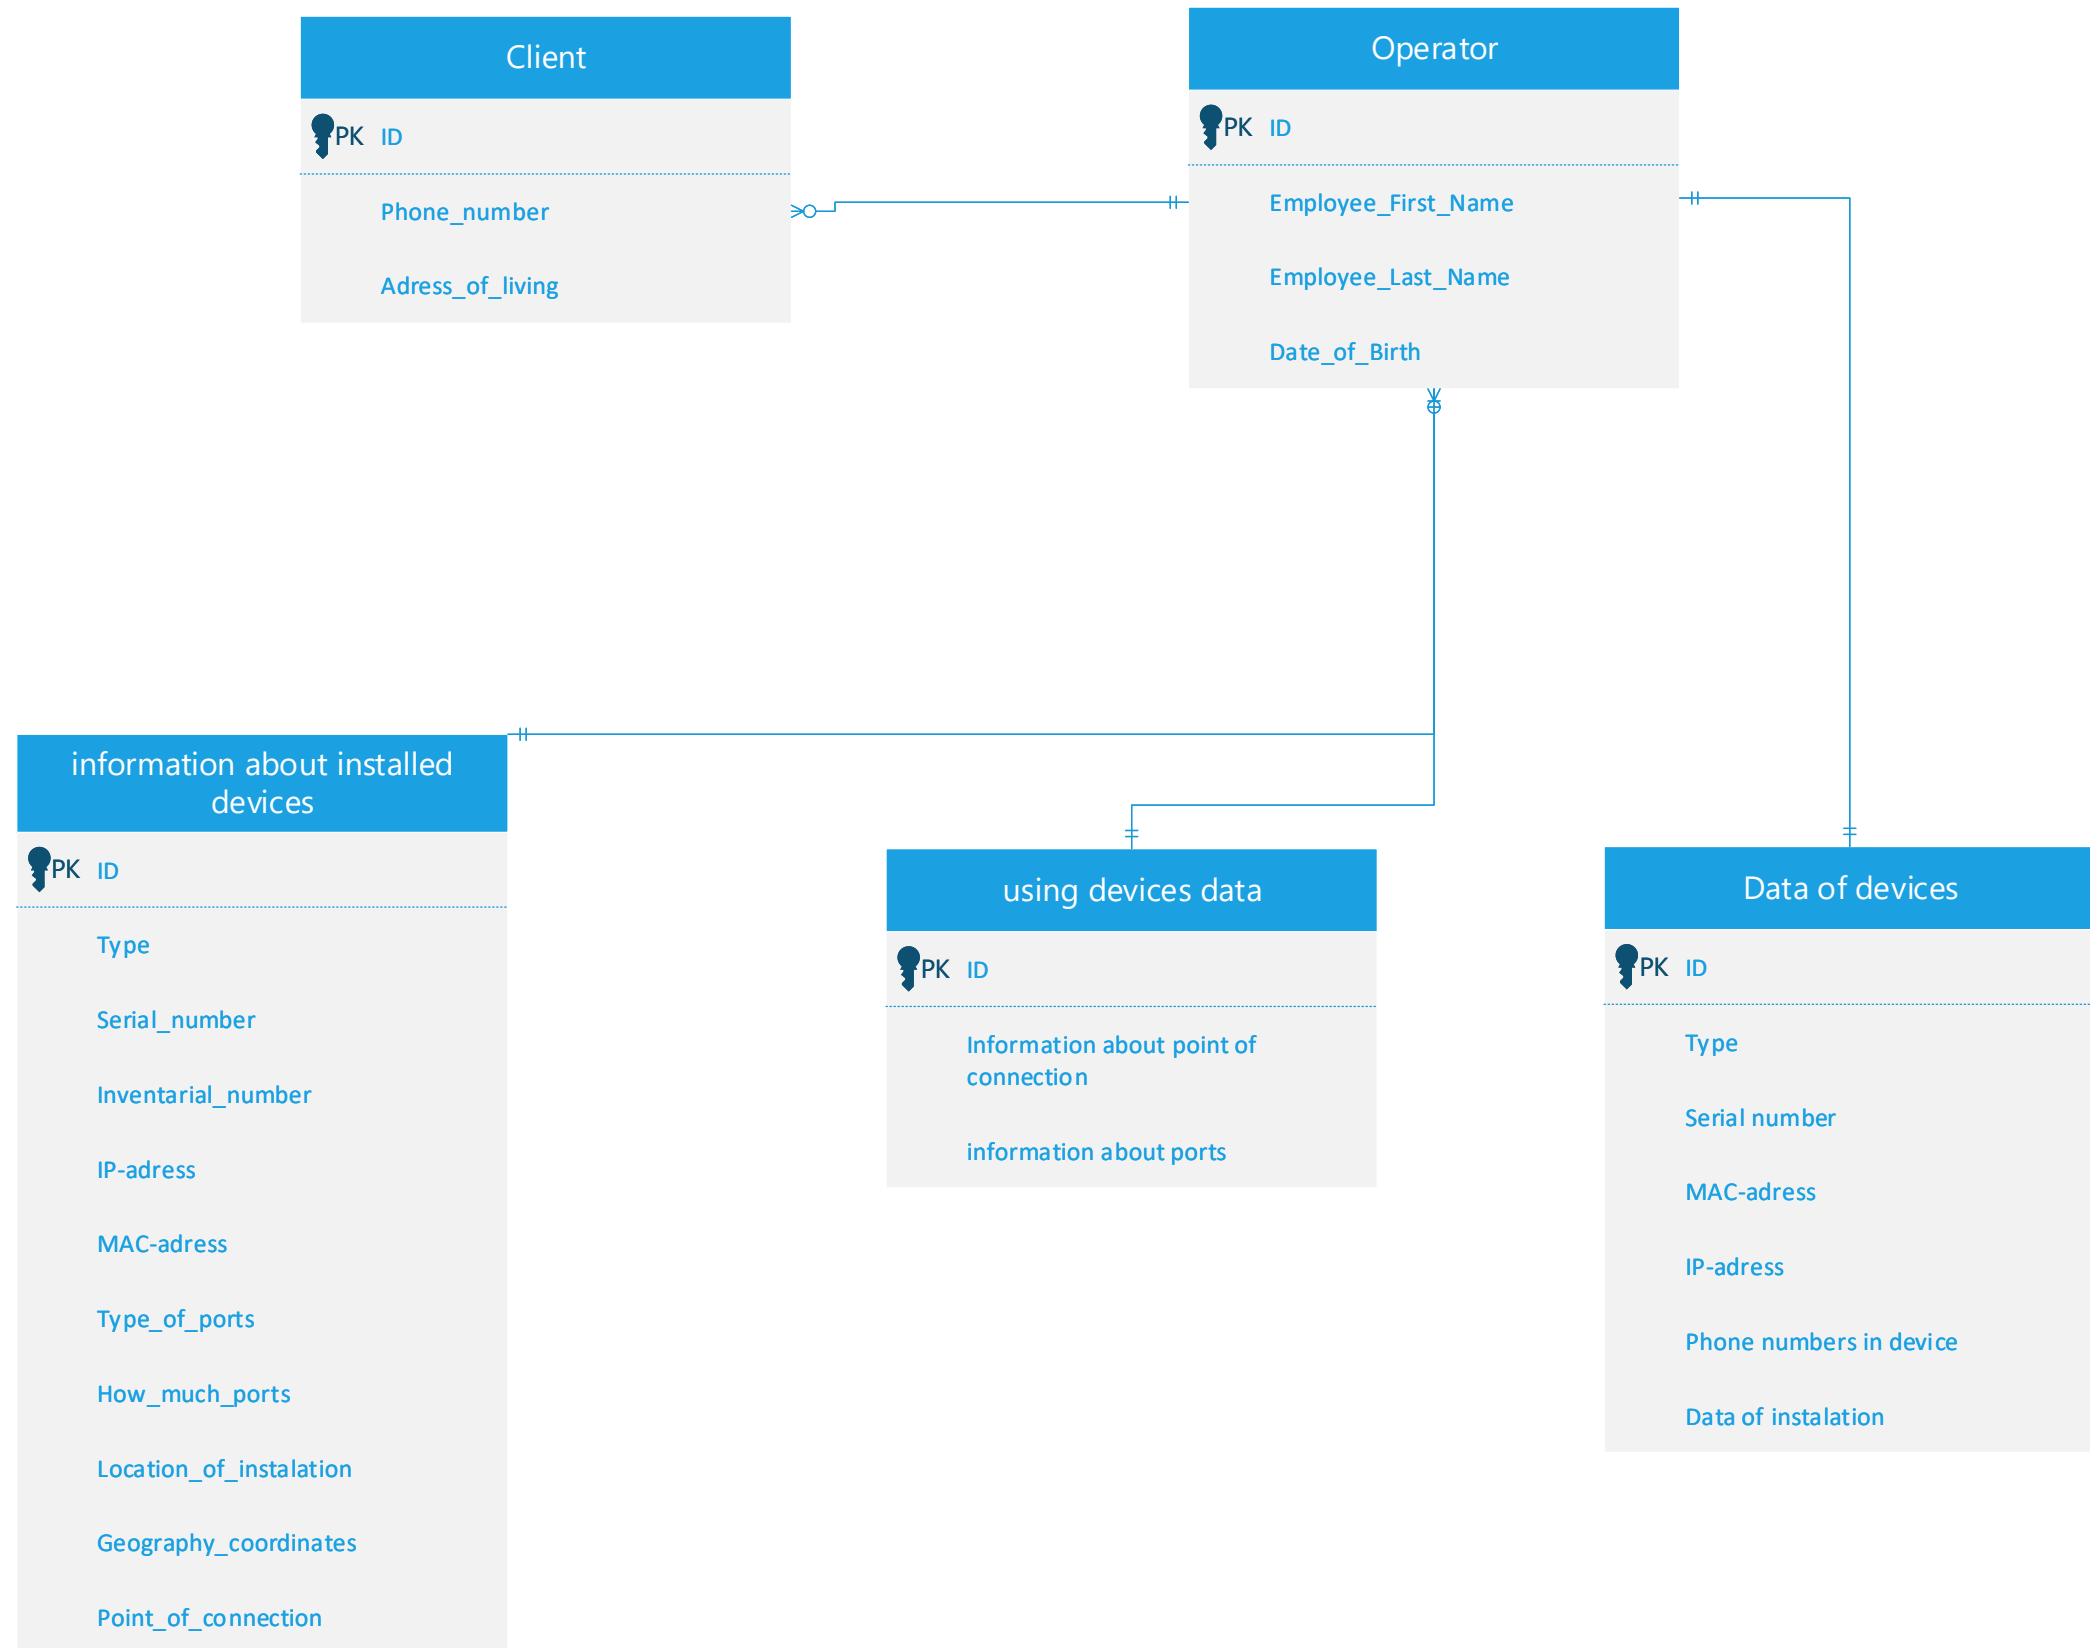 Client
PK ID
Phone_number
Adress_of_living
Operator
PK ID
Employee_First_Name
Employee_Last_Name
Date_of_Birth
information about installed
devices
PK ID
Type
Serial_number
Inventarial_number
IP-adress
MAC-adress
Type_of_ports
How_much_ports
Location_of_instalation
Geography_coordinates
Point_of_connection
using devices data
PK ID
Information about point of
connection
information about ports
Data of devices
PK ID
Type
Serial number
MAC-adress
IP-adress
Phone numbers in device
Data of instalation